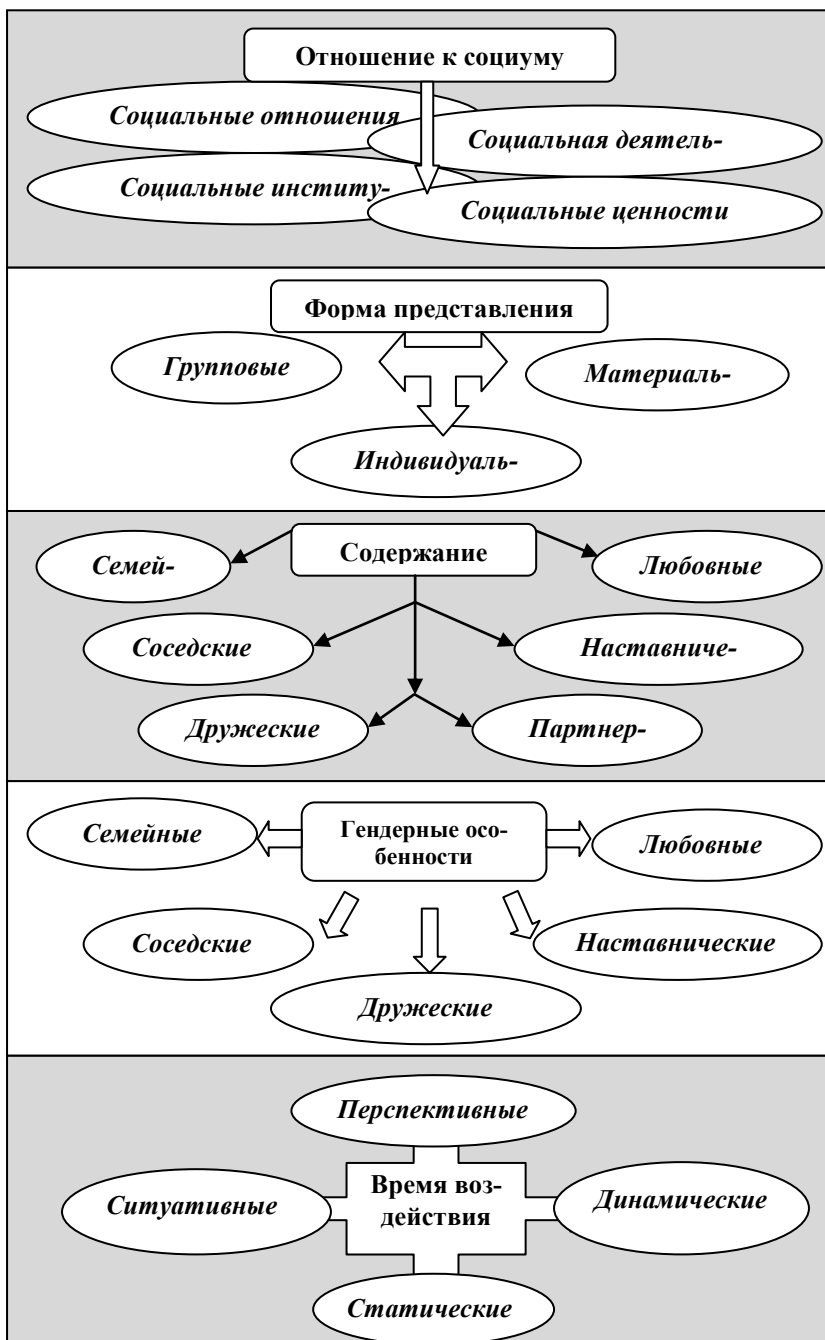 Отношение к социуму
Социальные отношения
Социальная деятель-
Социальные институ-
Социальные ценности
Форма представления
Групповые
Материаль-
Индивидуаль-
Содержание
Семей-
Любовные
Соседские
Наставниче-
Дружеские
Партнер-
Семейные
Гендерные осо-
бенности
Любовные
Соседские
Наставнические
Дружеские
Перспективные
Ситуативные
Время воз-
действия
Динамические
Статические